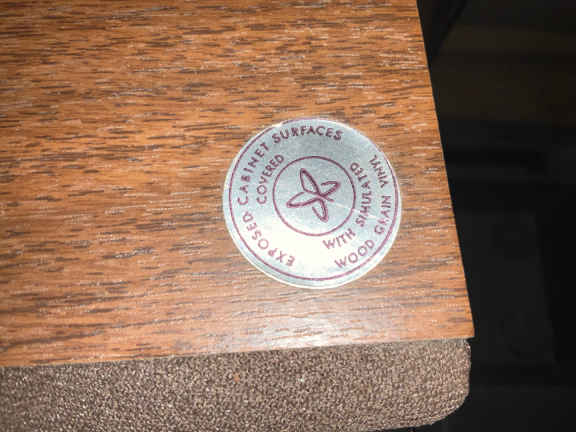 EXPOSED CABINET SURFACES
COVERED
WITH SIMULATED
WOOD GRAIN VINYL